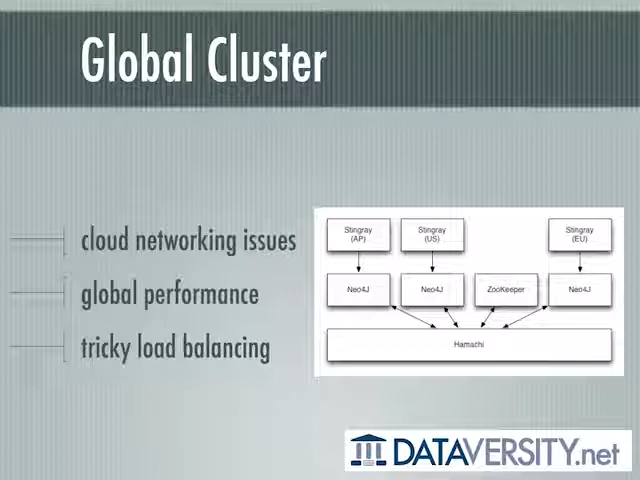 Global Cluster
cloud networking issues
global performance
tricky load balancing
Stingray
(AP)
Stingray
(US)
Stingray
(EU)
Neo4J
Neo4J
ZooKeeper
Neo4J
Hamachi
DATAVERSITY.net